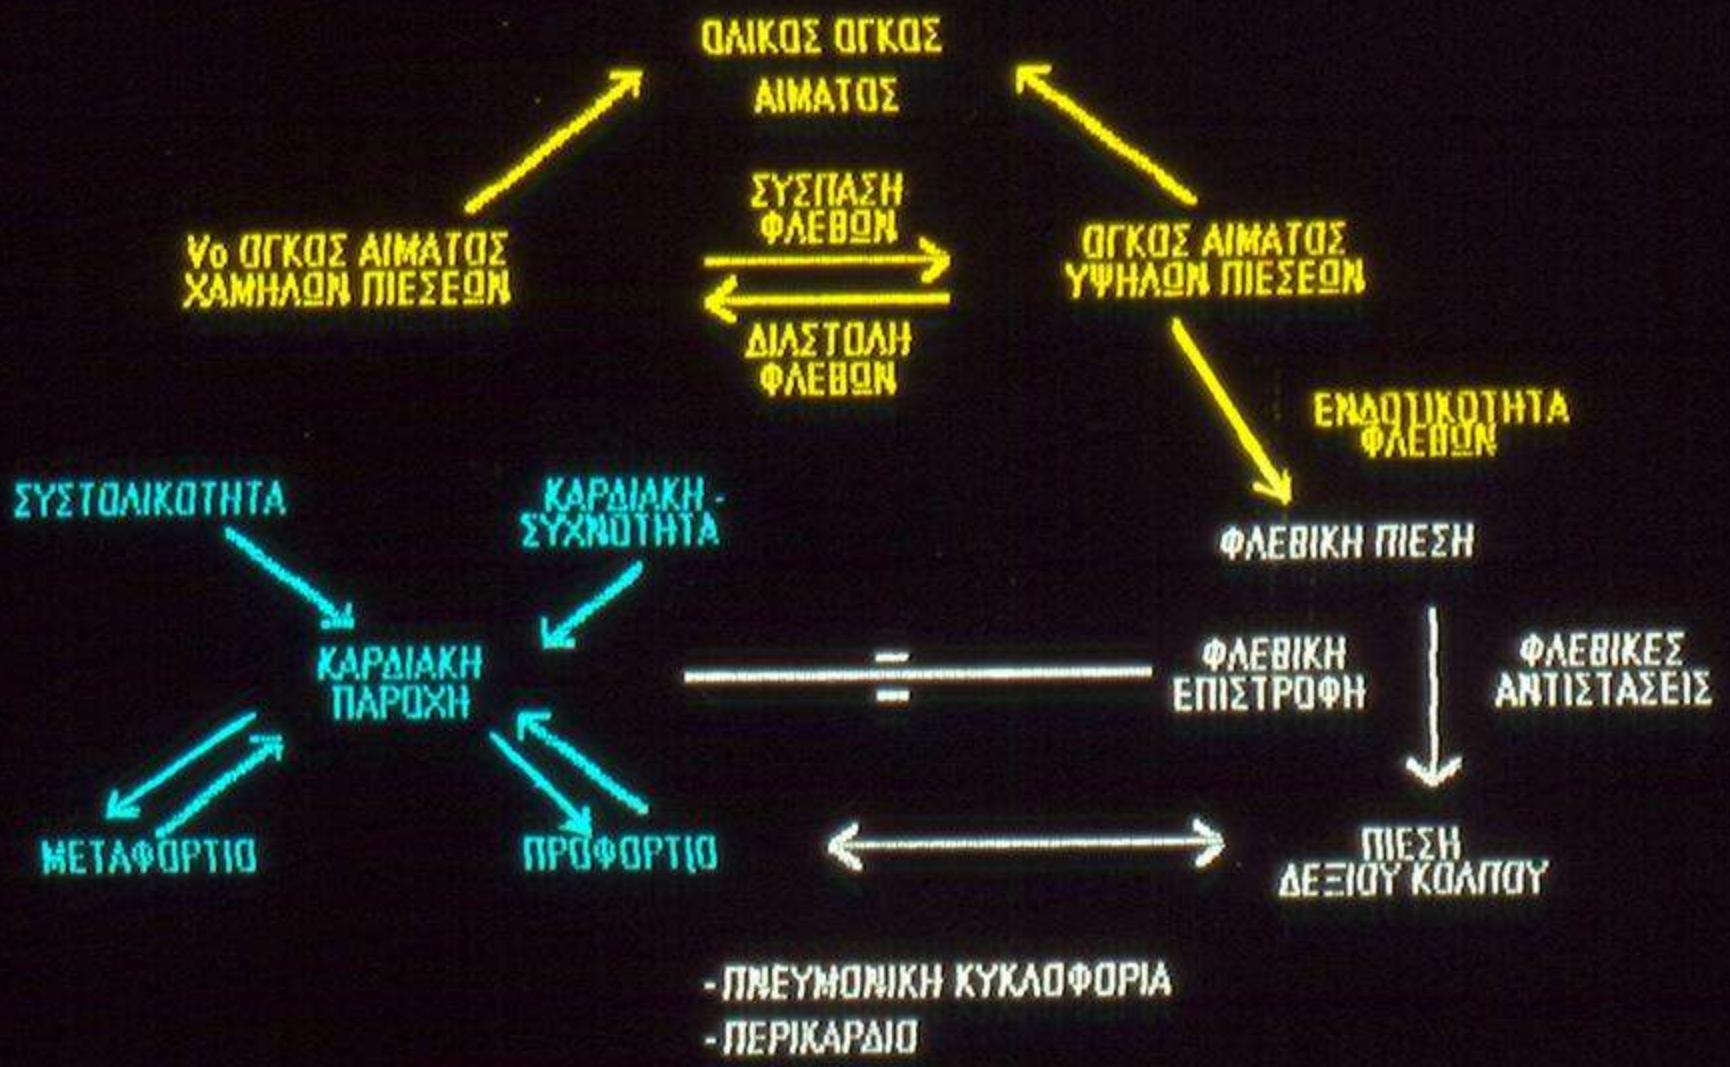 ΟΛΙΚΟΣ ΟΓΚΟΣ
ΑΙΜΑΤΟΣ
ΣΥΣΠΑΣΗ
ΦΛΕΒΩΝ
Vo ΟΓΚΟΣ ΑΙΜΑΤΟΣ
ΧΑΜΗΛΩΝ ΠΙΕΣΕΩΝ
ΟΓΚΟΣ ΑΙΜΑΤΟΣ
ΥΨΗΛΩΝ ΠΙΕΣΕΩΝ
ΔΙΑΣΤΟΛΗ
ΦΛΕΒΩΝ
ΕΝΔΟΤΙΚΟΤΗΤΑ
ΦΛΕΒΩΝ
ΣΥΣΤΟΛΙΚΟΤΗΤΑ
ΚΑΡΔΙΑΚΗ -
ΣΥΧΝΟΤΗΤΑ
ΦΛΕΒΙΚΗ ΠΙΕΣΗ
ΚΑΡΔΙΑΚΗ
ΠΑΡΟΧΗ
=
ΦΛΕΒΙΚΗ
ΕΠΙΣΤΡΟΦΗ
ΦΛΕΒΙΚΕΣ
ΑΝΤΙΣΤΑΣΕΙΣ
ΜΕΤΑΦΟΡΤΙΟ
ΠΡΟΦΟΡΤΙΟ
ΠΙΕΣΗ
ΔΕΞΙΟΥ ΚΟΛΠΟΥ
- ΠΝΕΥΜΟΝΙΚΗ ΚΥΚΛΟΦΟΡΙΑ
- ΠΕΡΙΚΑΡΔΙΟ